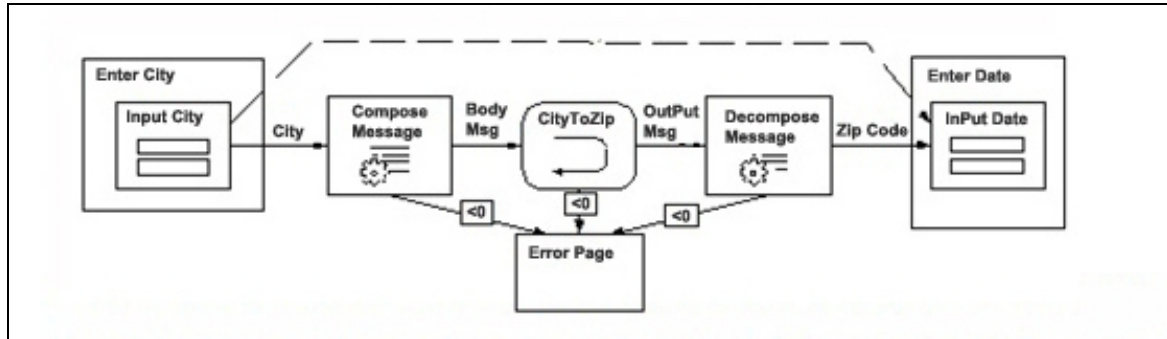 Enter City
Input City
City
Compose
Message
Body
Msg
CityToZip
OutPut
Msg
Decompose
Message
Zip Code
Enter Date
InPut Date
<0
<0
<0
Error Page